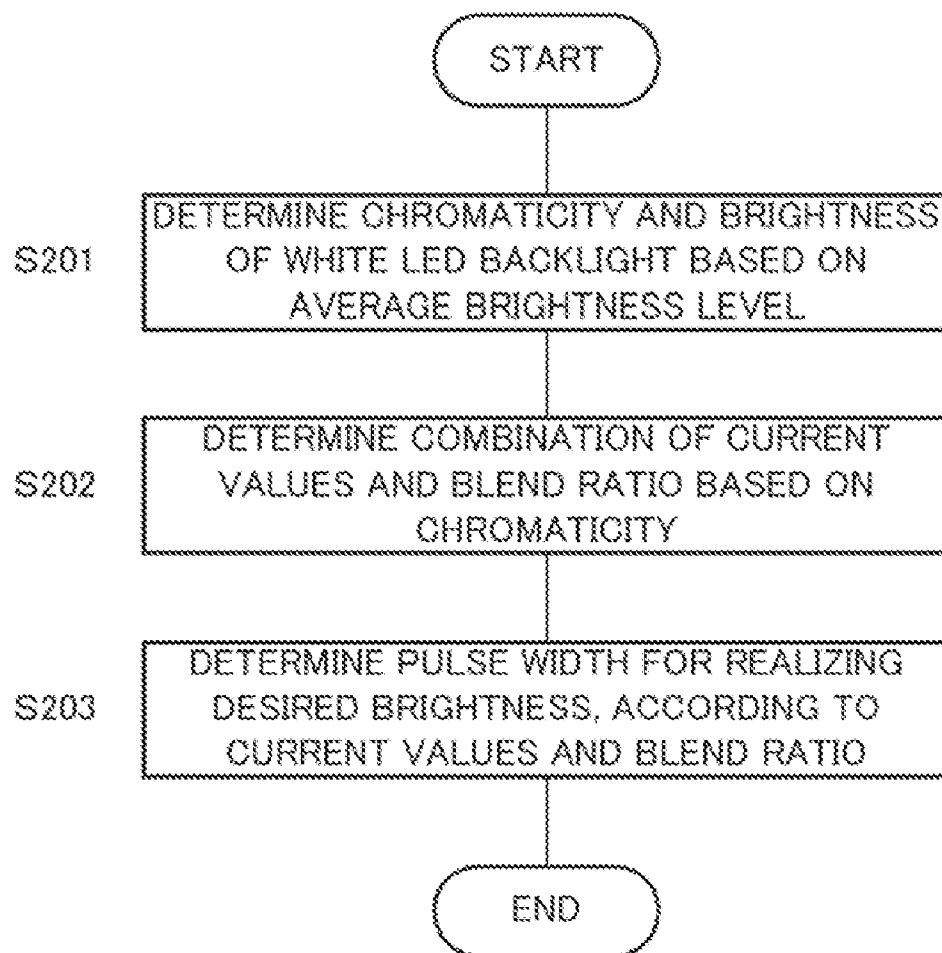 START
S201
DETERMINE CHROMATICITY AND BRIGHTNESS
OF WHITE LED BACKLIGHT BASED ON
AVERAGE BRIGHTNESS LEVEL
S202
DETERMINE COMBINATION OF CURRENT
VALUES AND BLEND RATIO BASED ON
CHROMATICITY
S203
DETERMINE PULSE WIDTH FOR REALIZING
DESIRED BRIGHTNESS, ACCORDING TO
CURRENT VALUES AND BLEND RATIO
END